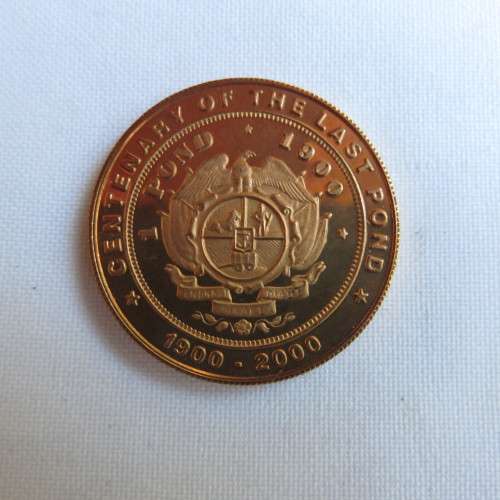 CENTENARY OF THE LAST POND
1 POND 1900
1900 - 2000